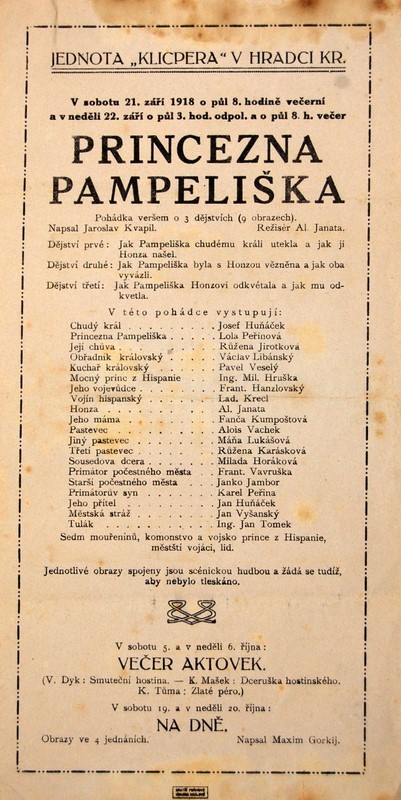 JEDNOTA „KLICPERA“ V HRADCI KR.
V sobotu 21. září 1918 o půl 8. hodině večerní
a v neděli 22. září o půl 3. hod. odpol. a o půl 8. h. večer
PRINCEZNA
PAMPELIŠKA
Pohádka veršem o 3 dějstvích (9 obrazech).
Napsal Jaroslav Kvapil. Režisér Al. Janata.
Dějství prvé: Jak Pampeliška chudému králi utekla a jak ji
Honza našel.
Dějství druhé: Jak Pampeliška byla s Honzou vězněna a jak oba
vyvázli.
Dějství třetí: Jak Pampeliška Honzovi odkvétala a jak mu od-
kvetla.
V této pohádce vystupují:
Chudý král . . . . . . . . . Josef Huňáček
Princezna Pampeliška . . . . . Lola Peřinová
Její chůva . . . . . . . . . Růžena Jirotková
Obřadník královský . . . . . Václav Libánský
Kuchař královský . . . . . . Pavel Veselý
Mocný princ z Hispanie . . Ing. Mil. Hruška
Jeho vojevůdce . . . . . . . Frant. Hanzlovský
Vojín hispanský . . . . . . . Lad. Krecl
Honza . . . . . . . . . . . Al. Janata
Jeho máma . . . . . . . . . Fanča Kumpoštová
Pastevec . . . . . . . . . . Alois Vachek
Jiný pastevec . . . . . . . . Máňa Lukášová
Třetí pastevec . . . . . . . . Růžena Karásková
Sousedova dcera . . . . . . . Milada Horáková
Primátor počestného města . . Frant. Vavruška
Starší počestného města . . . Janko Jambor
Primátorův syn . . . . . . . Karel Peřina
Jeho přítel . . . . . . . . . Jan Huňáček
Městská stráž . . . . . . . . Jan Vyšanský
Tulák . . . . . . . . . . . Ing. Jan Tomek
Sedm mouřeninů, komonstvo a vojsko prince z Hispanie,
městští vojáci, lid.
Jednotlivé obrazy spojeny jsou scénickou hudbou a žádá se tudíž,
aby nebylo tleskáno.
V sobotu 5. a v neděli 6. října:
VEČER AKTOVEK.
(V. Dyk: Smuteční hostina. — K. Mašek: Dceruška hostinského.
K. Tůma: Zlaté péro.)
V sobotu 19. a v neděli 20. října:
NA DNĚ.
Obrazy ve 4 jednáních. Napsal Maxim Gorkij.